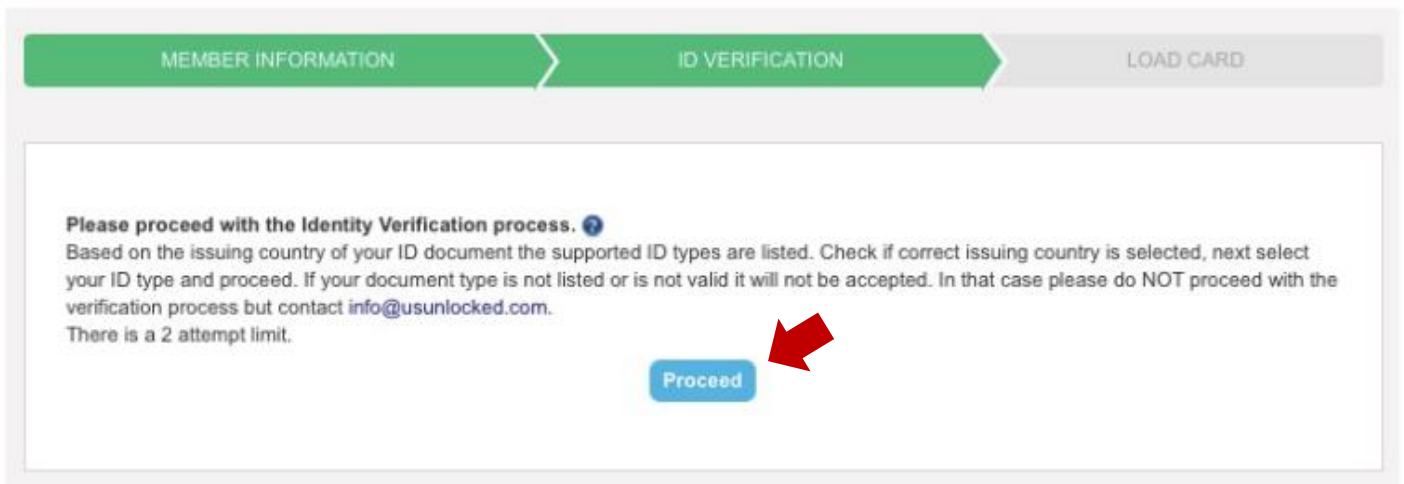 MEMBER INFORMATION
ID VERIFICATION
LOAD CARD
Please proceed with the Identity Verification process. ?
Based on the issuing country of your ID document the supported ID types are listed. Check if correct issuing country is selected, next select
your ID type and proceed. If your document type is not listed or is not valid it will not be accepted. In that case please do NOT proceed with the
verification process but contact info@usunlocked.com.
There is a 2 attempt limit.
Proceed